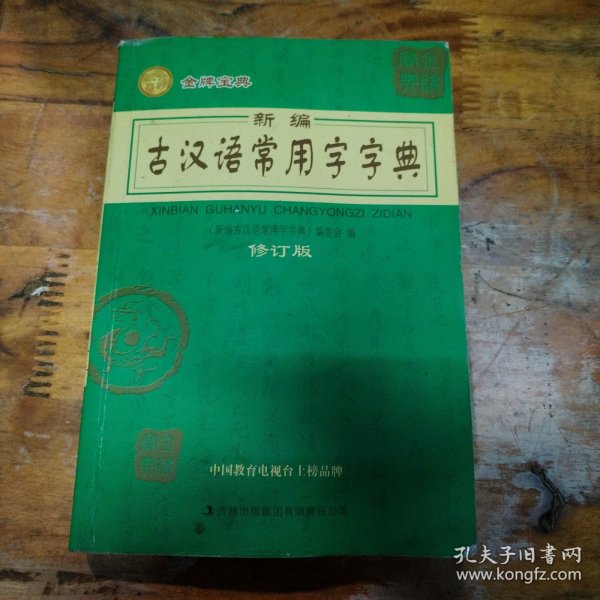 金牌宝典
新编
古汉语常用字字典
XINBIAN GUHANYU CHANGYONGZI ZIDIAN
《新编古汉语常用字字典》编委会 编
修订版
中国教育电视台上榜品牌
吉林出版集团有限责任公司
孔夫子旧书网
www.kongfz.com